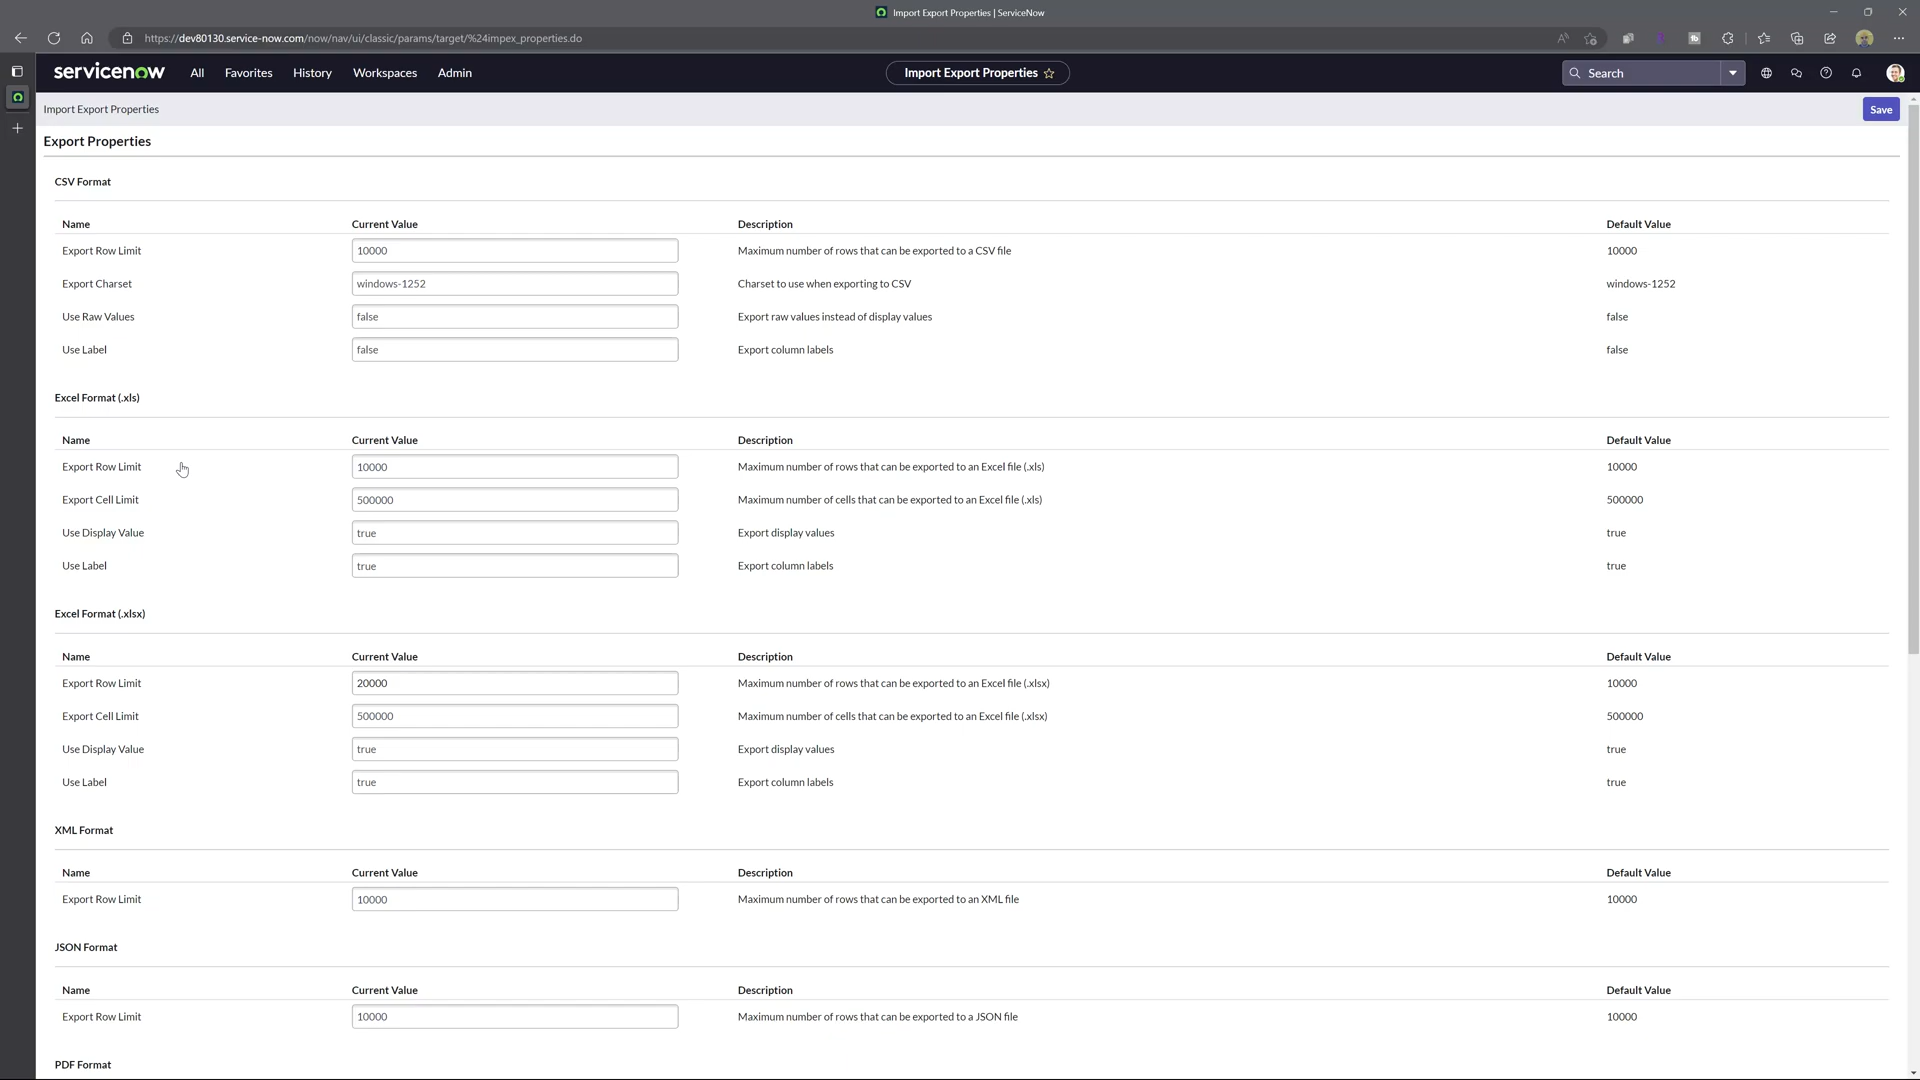 Import Export Properties | ServiceNow
https://dev80130.service-now.com/now/nav/ui/classic/params/target/%24impex_properties.do
servicenow All Favorites History Workspaces Admin Import Export Properties Search
Import Export Properties Save
Export Properties
CSV Format
Name Current Value Description Default Value
Export Row Limit 10000 Maximum number of rows that can be exported to a CSV file 10000
Export Charset windows-1252 Charset to use when exporting to CSV windows-1252
Use Raw Values false Export raw values instead of display values false
Use Label false Export column labels false
Excel Format (.xls)
Name Current Value Description Default Value
Export Row Limit 10000 Maximum number of rows that can be exported to an Excel file (.xls) 10000
Export Cell Limit 500000 Maximum number of cells that can be exported to an Excel file (.xls) 500000
Use Display Value true Export display values true
Use Label true Export column labels true
Excel Format (.xlsx)
Name Current Value Description Default Value
Export Row Limit 20000 Maximum number of rows that can be exported to an Excel file (.xlsx) 10000
Export Cell Limit 500000 Maximum number of cells that can be exported to an Excel file (.xlsx) 500000
Use Display Value true Export display values true
Use Label true Export column labels true
XML Format
Name Current Value Description Default Value
Export Row Limit 10000 Maximum number of rows that can be exported to an XML file 10000
JSON Format
Name Current Value Description Default Value
Export Row Limit 10000 Maximum number of rows that can be exported to a JSON file 10000
PDF Format